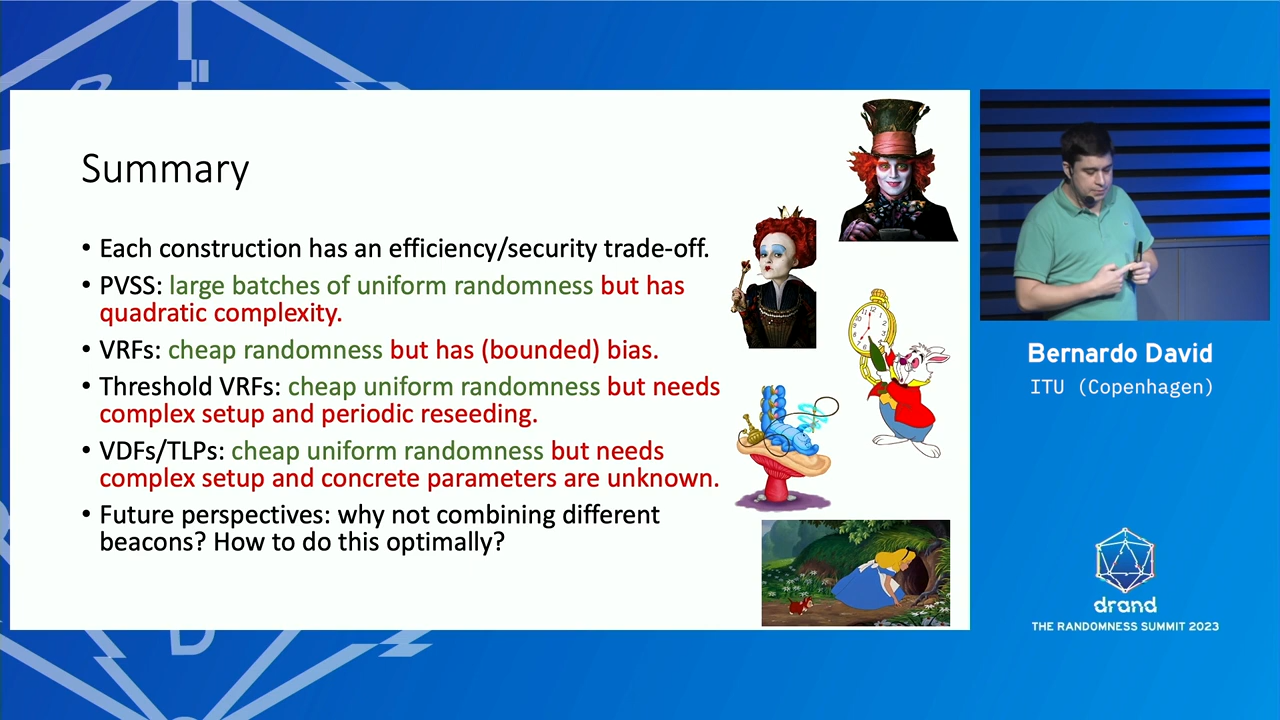 Summary
• Each construction has an efficiency/security trade-off.
• PVSS: large batches of uniform randomness but has
quadratic complexity.
• VRFs: cheap randomness but has (bounded) bias.
• Threshold VRFs: cheap uniform randomness but needs
complex setup and periodic reseeding.
• VDFs/TLPs: cheap uniform randomness but needs
complex setup and concrete parameters are unknown.
• Future perspectives: why not combining different
beacons? How to do this optimally?
Bernardo David
ITU (Copenhagen)
drand
THE RANDOMNESS SUMMIT 2023